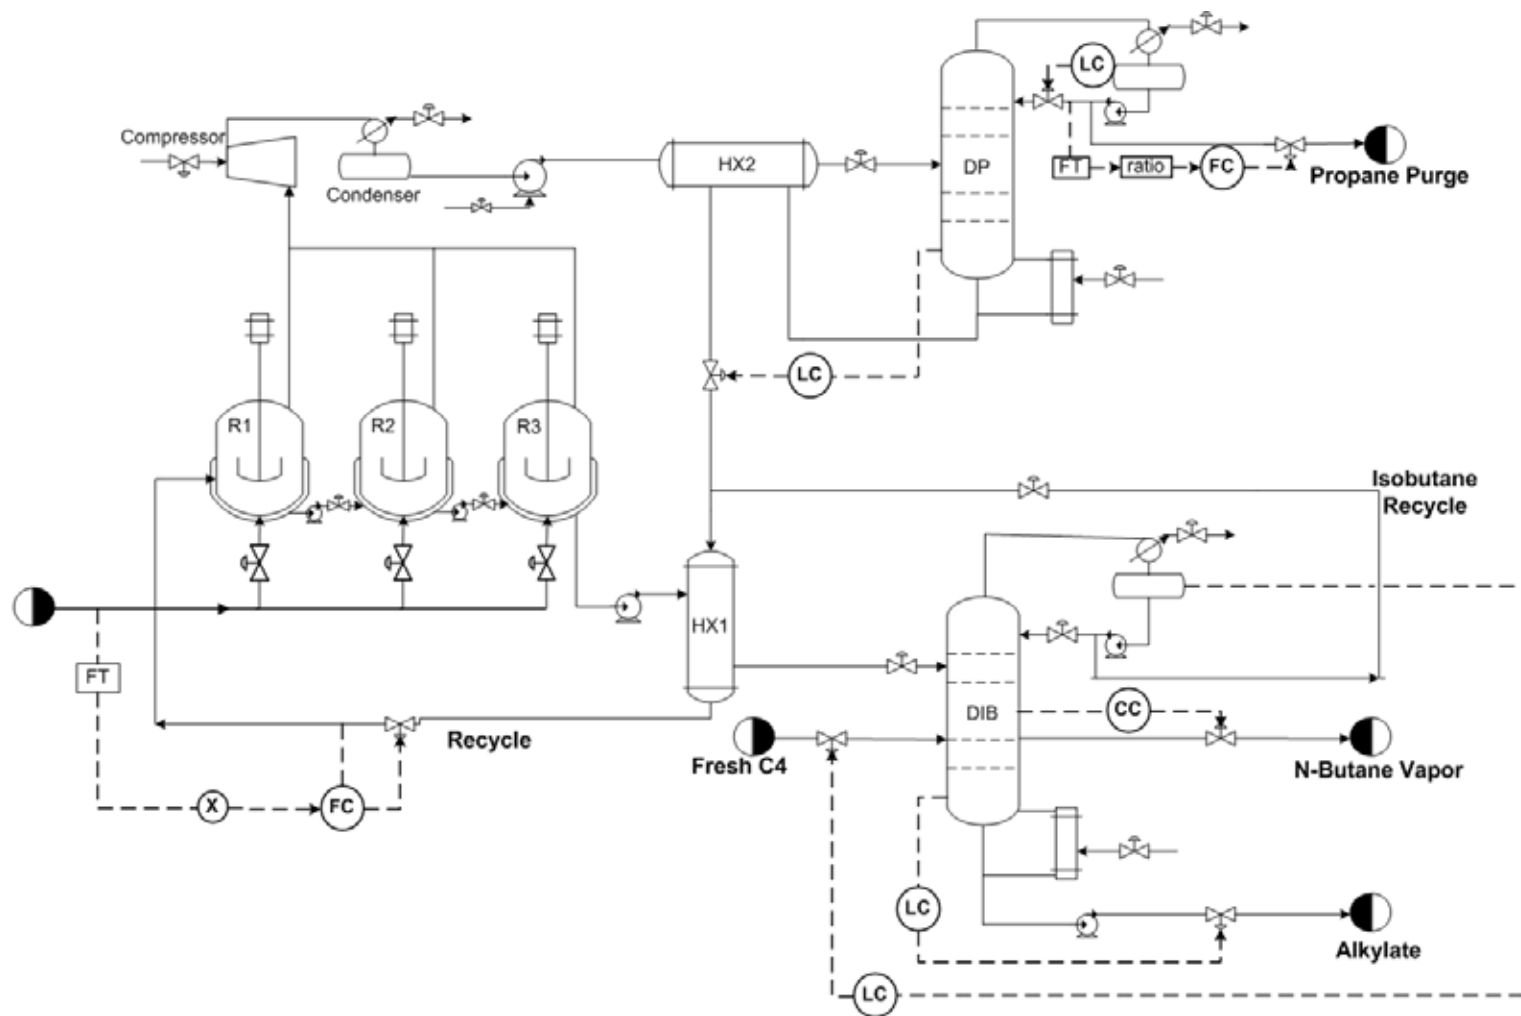 LC
Compressor
HX2
DP
FT
ratio
FC
Condenser
Propane Purge
LC
R1
R2
R3
Isobutane
Recycle
HX1
FT
DIB
CC
Recycle
Fresh C4
N-Butane Vapor
X
FC
LC
Alkylate
LC